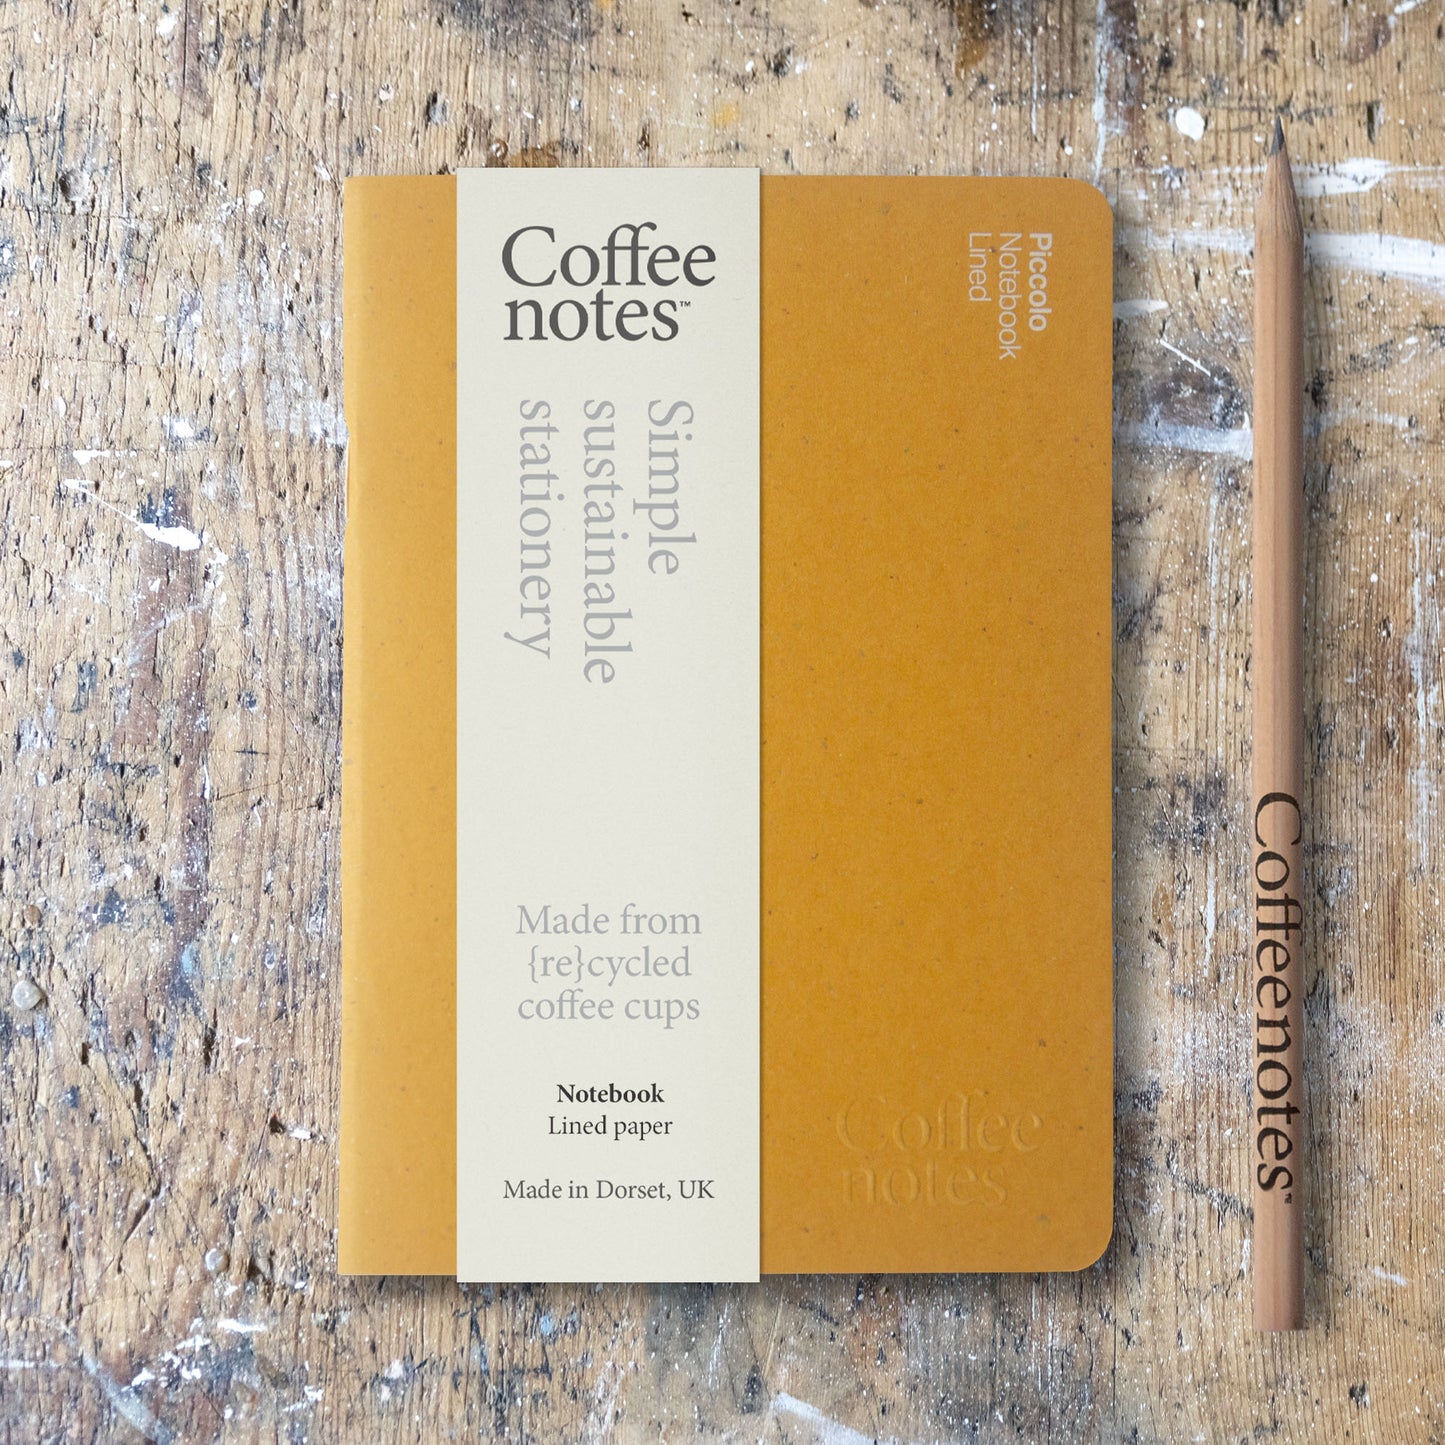 Coffee
notes™
Simple
sustainable
stationery
Made from
{re}cycled
coffee cups
Notebook
Lined paper
Made in Dorset, UK
Piccolo
Notebook
Lined
Coffee
notes
Coffeenotes™